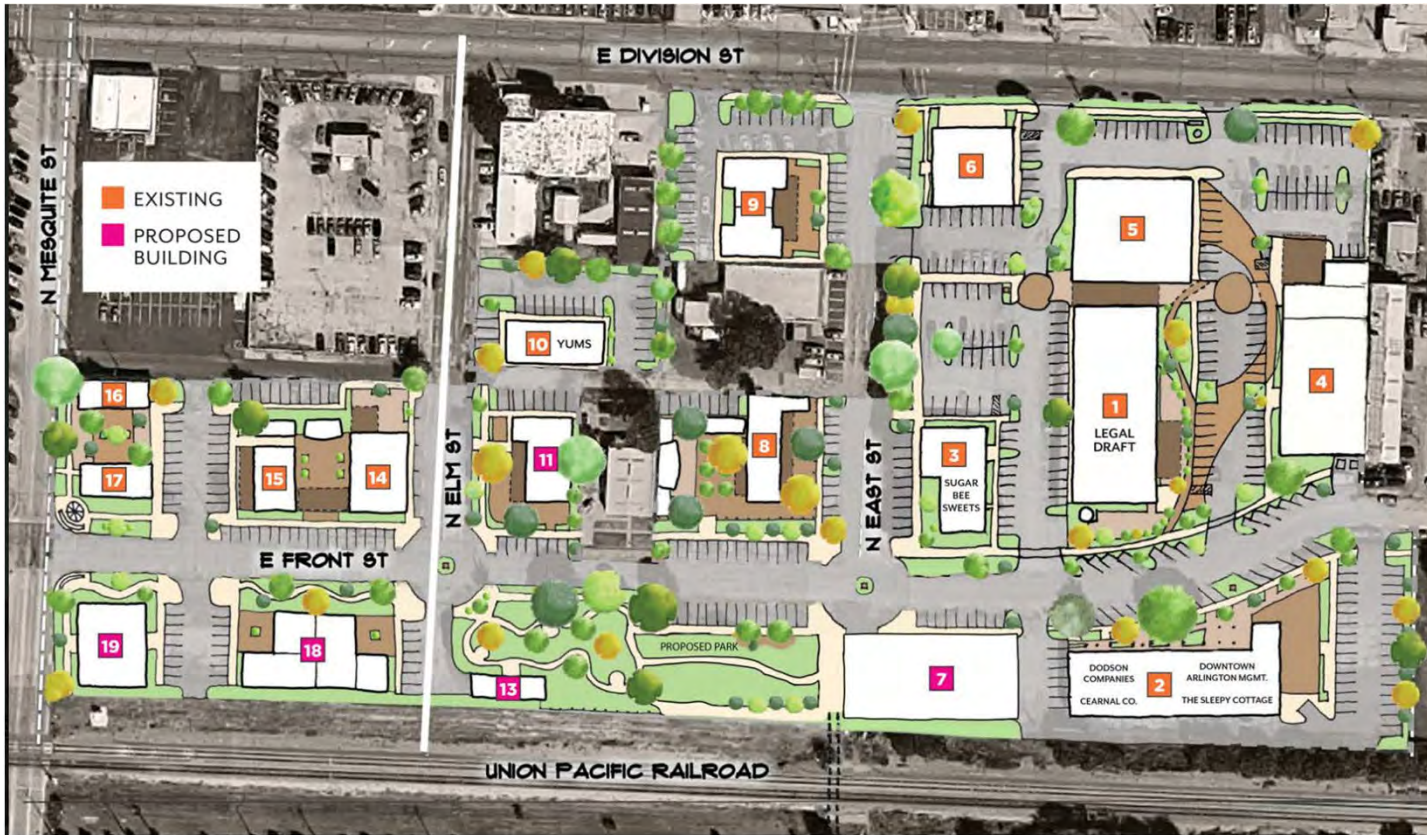 E DIVISION ST
N MESQUITE ST
EXISTING
PROPOSED
BUILDING
6
9
5
10 YUMS
16
4
1
LEGAL
DRAFT
8
11
3
SUGAR
BEE
SWEETS
17
15
14
N ELM ST
N EAST ST
E FRONT ST
19
18
13
PROPOSED PARK
7
2
DODSON
COMPANIES
CEARNAL CO.
DOWNTOWN
ARLINGTON MGMT.
THE SLEEPY COTTAGE
UNION PACIFIC RAILROAD